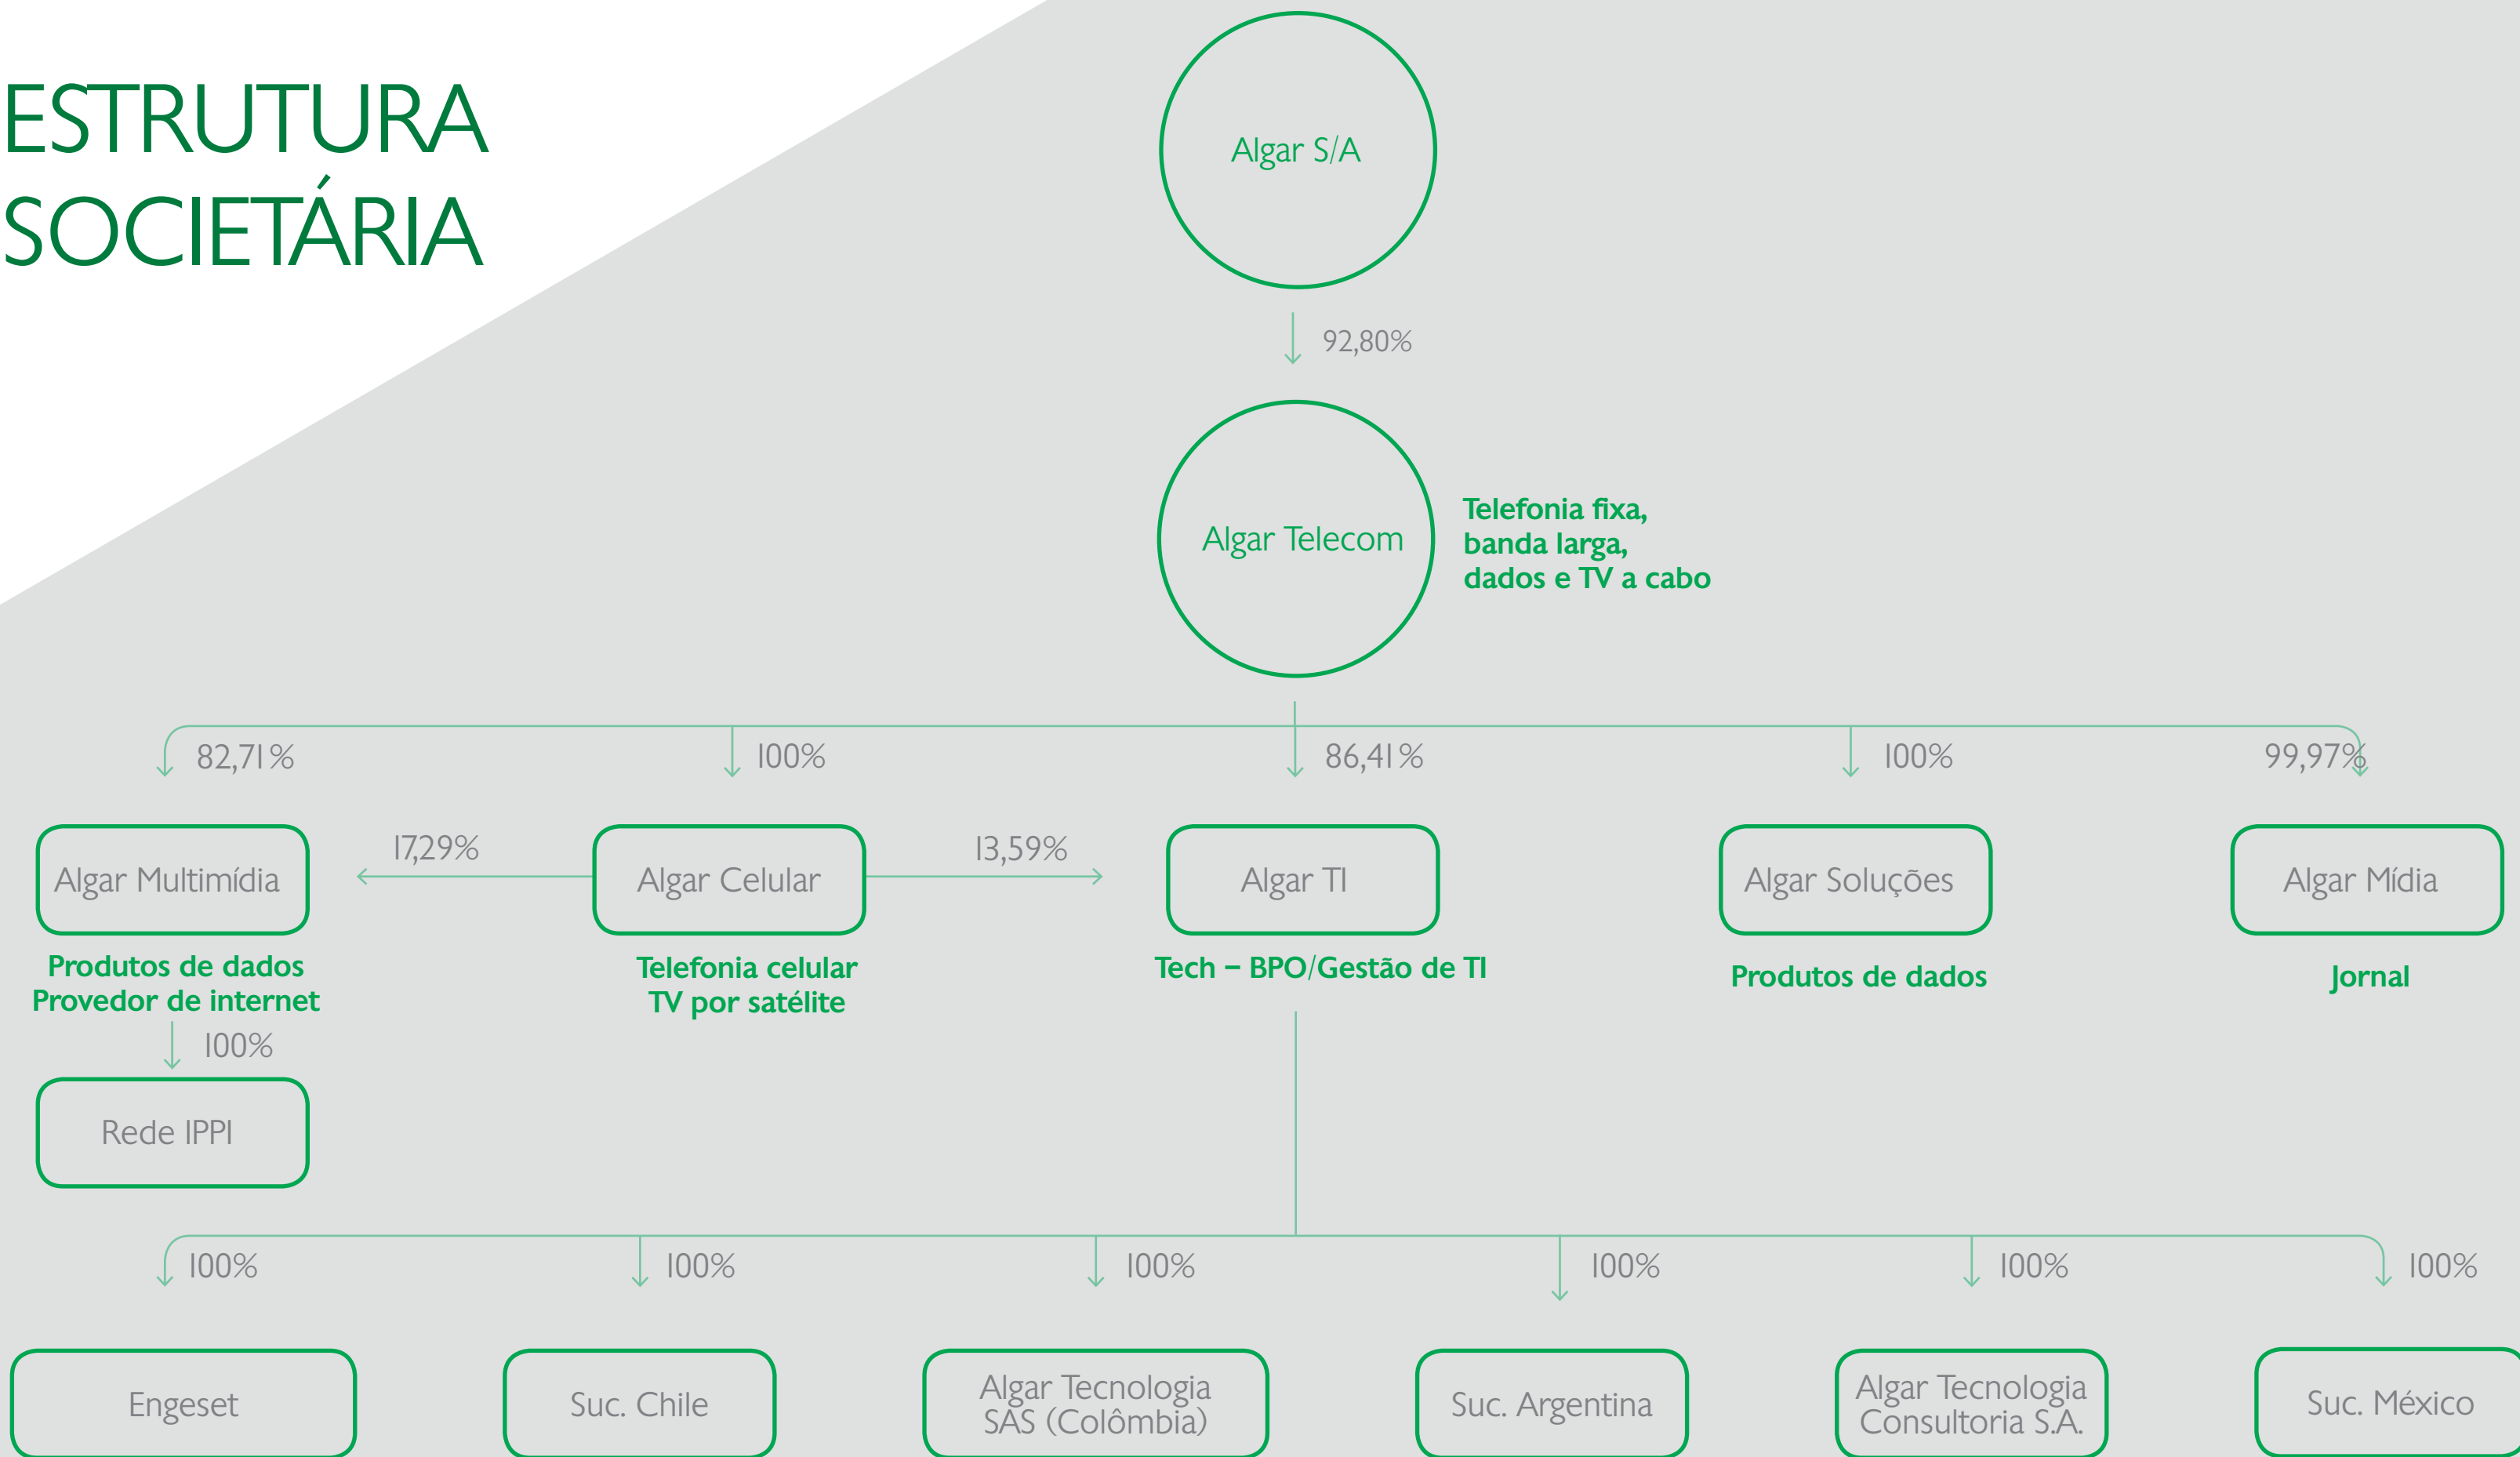 ESTRUTURA
SOCIETÁRIA
Algar S/A
92,80%
Algar Telecom
Telefonia fixa,
banda larga,
dados e TV a cabo
82,71%
100%
86,41%
100%
99,97%
17,29%
13,59%
Algar Multimídia
Algar Celular
Algar TI
Algar Soluções
Algar Mídia
Produtos de dados
Provedor de internet
Telefonia celular
TV por satélite
Tech – BPO/Gestão de TI
Produtos de dados
Jornal
100%
Rede IPPI
100%
100%
100%
100%
100%
100%
Engeset
Suc. Chile
Algar Tecnologia
SAS (Colômbia)
Suc. Argentina
Algar Tecnologia
Consultoria S.A.
Suc. México